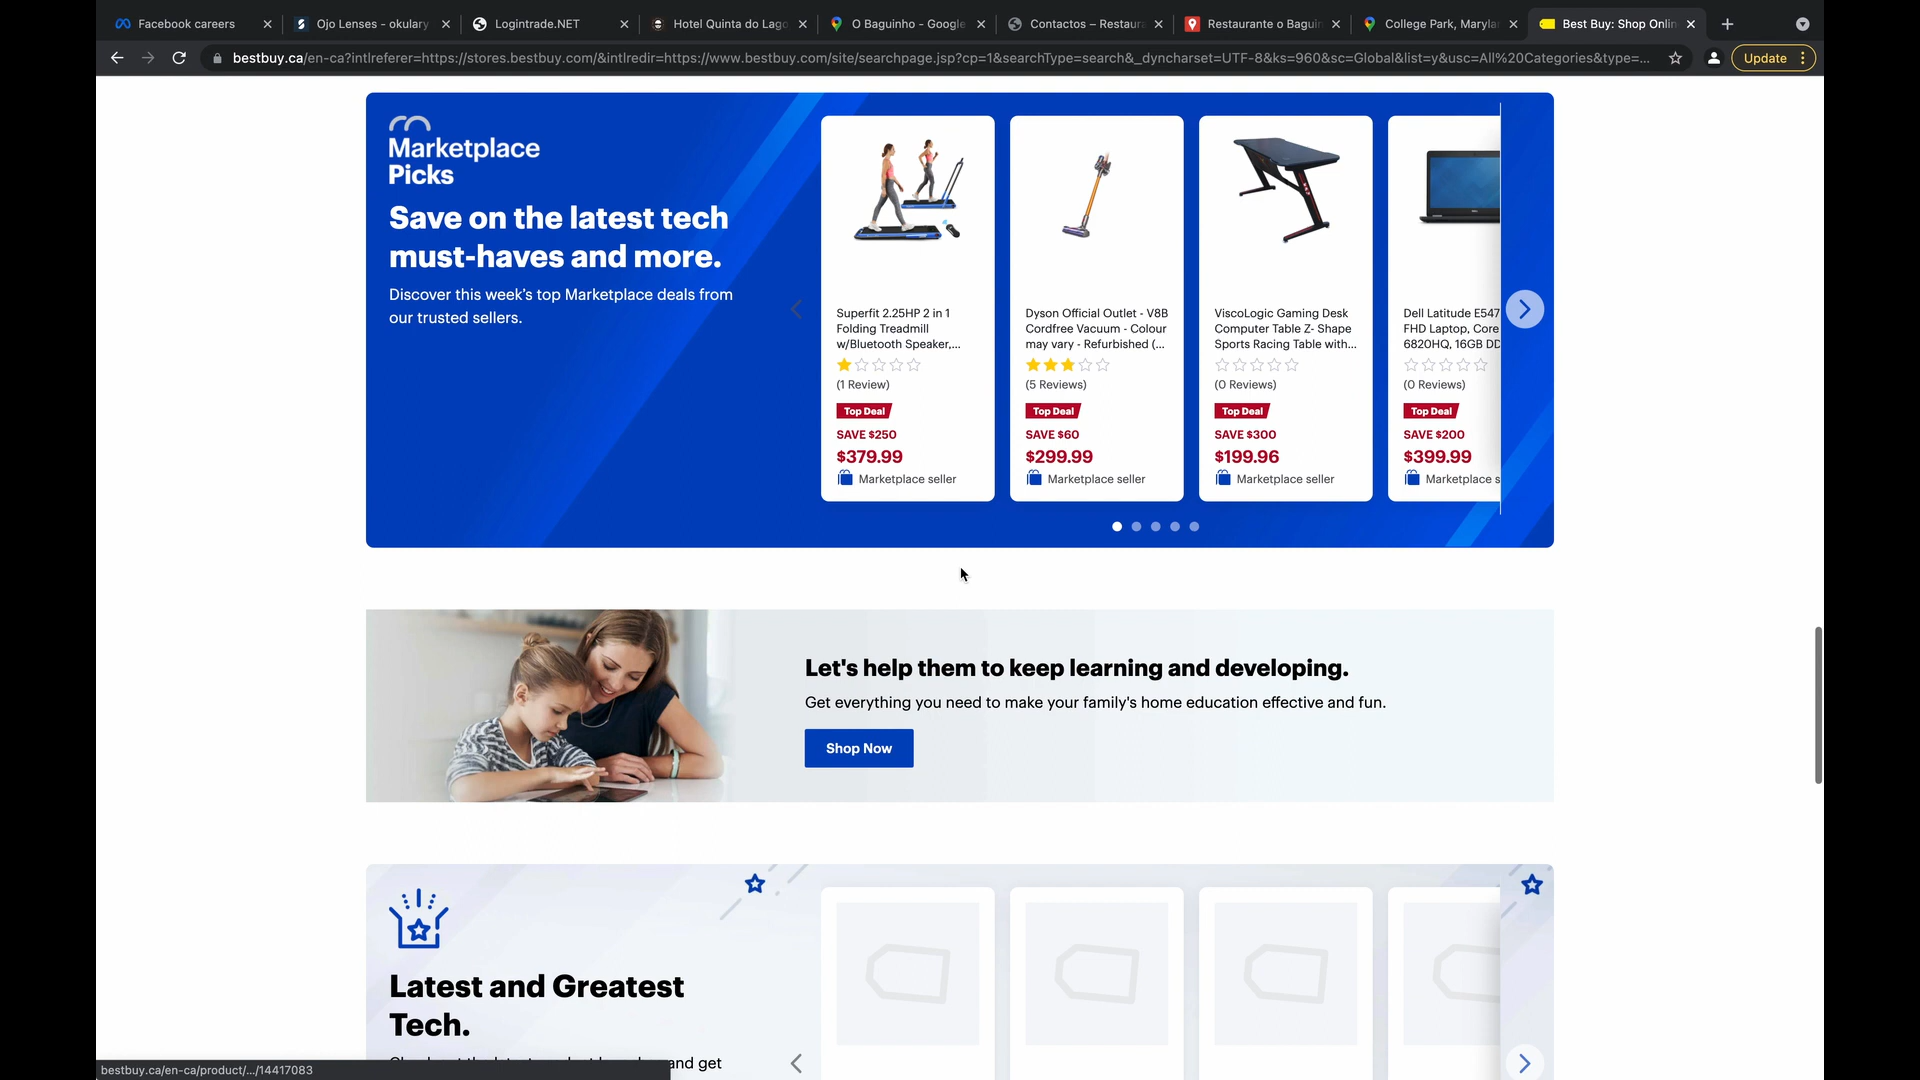 Facebook careers
Ojo Lenses - okulary
Logintrade.NET
Hotel Quinta do Lago
O Baguinho - Google
Contactos – Restaur
Restaurante o Bagui
College Park, Maryla
Best Buy: Shop Onlin
bestbuy.ca/en-ca?intlreferer=https://stores.bestbuy.com/&intlredir=https://www.bestbuy.com/site/searchpage.jsp?cp=1&searchType=search&_dyncharset=UTF-8&ks=960&sc=Global&list=y&usc=All%20Categories&type=...
Update
Marketplace
Picks
Save on the latest tech
must-haves and more.
Discover this week's top Marketplace deals from
our trusted sellers.
Superfit 2.25HP 2 in 1
Folding Treadmill
w/Bluetooth Speaker,...
(1 Review)
Top Deal
SAVE $250
$379.99
Marketplace seller
Dyson Official Outlet - V8B
Cordfree Vacuum - Colour
may vary - Refurbished (...
(5 Reviews)
Top Deal
SAVE $60
$299.99
Marketplace seller
ViscoLogic Gaming Desk
Computer Table Z- Shape
Sports Racing Table with...
(0 Reviews)
Top Deal
SAVE $300
$199.96
Marketplace seller
Dell Latitude E547
FHD Laptop, Core
6820HQ, 16GB DD
(0 Reviews)
Top Deal
SAVE $200
$399.99
Marketplace s
Let's help them to keep learning and developing.
Get everything you need to make your family's home education effective and fun.
Shop Now
Latest and Greatest
Tech.
and get
bestbuy.ca/en-ca/product/.../14417083